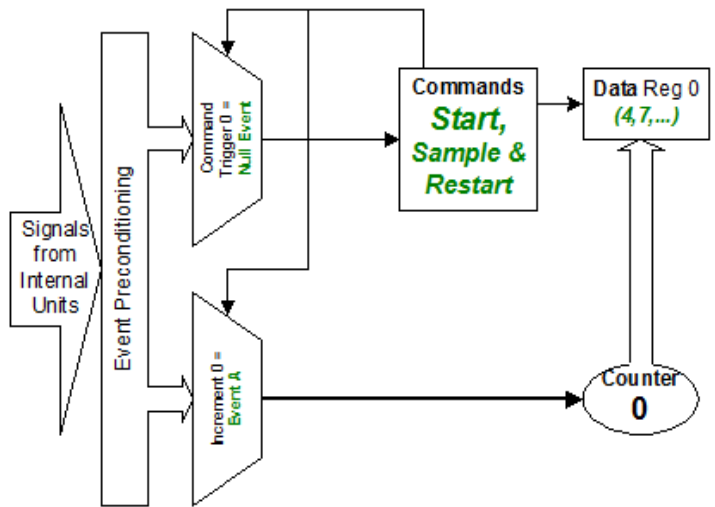 Signals
from
Internal
Units
Event Preconditioning
Command
Trigger 0 =
Null Event
Increment 0 =
Event A
Commands
Start,
Sample &
Restart
Data Reg 0
(4,7,...)
Counter
0